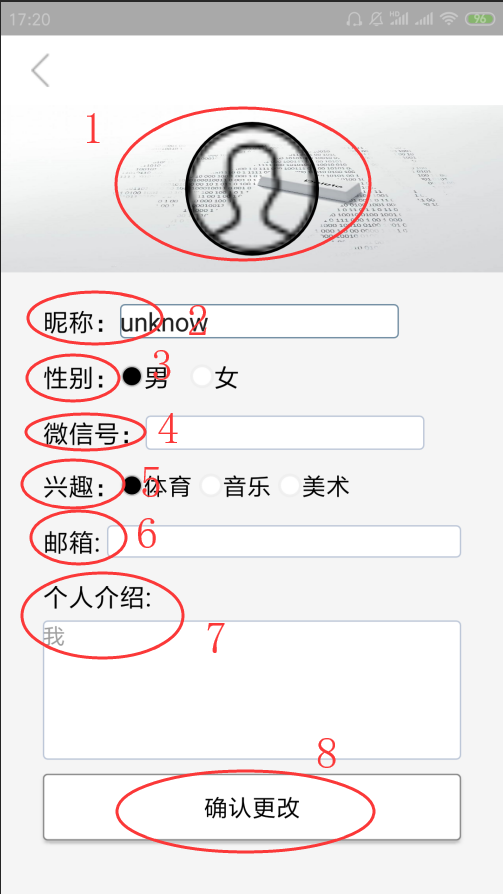 17:20
HD
96
1
昵称：unknow 2
性别：男 女 3
微信号： 4
兴趣：体育 音乐 美术 5
邮箱: 6
个人介绍:
我 7
8
确认更改